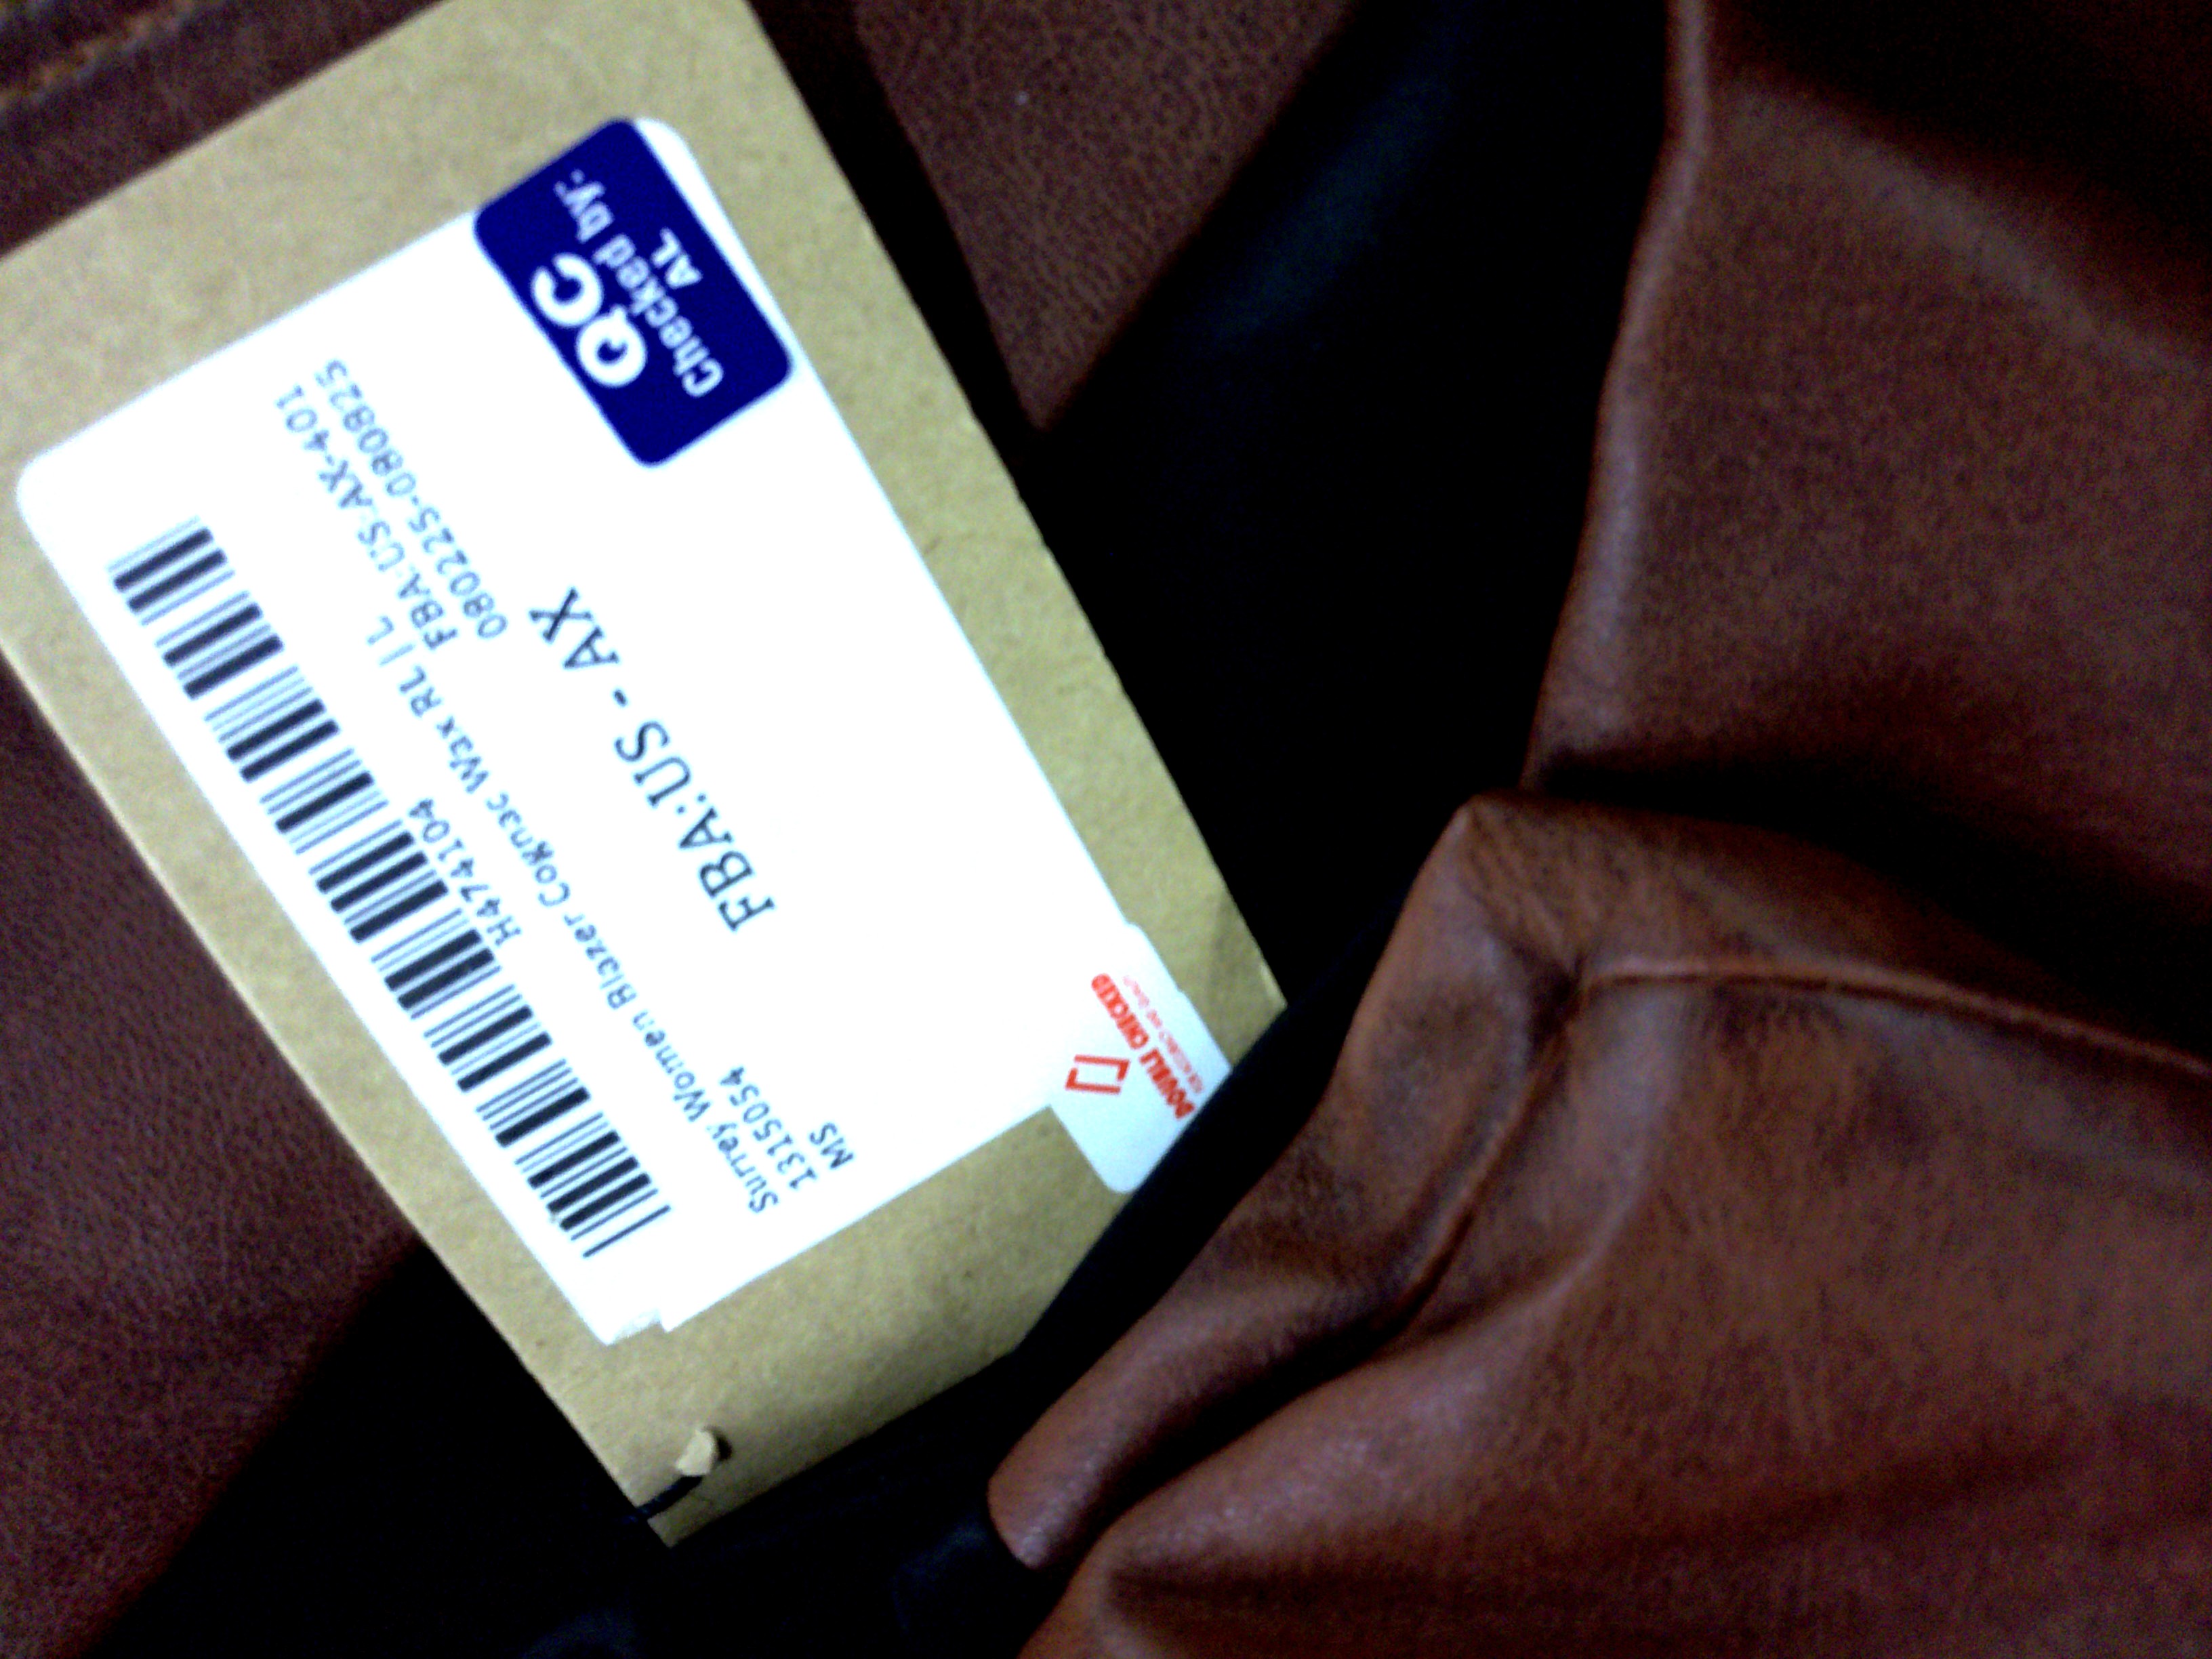 H474104
Surrey Women Blazer Cognac Wax RL | L
1315054
FBA:US-AX-401
MS
080225-080825
FBA:US - AX
QC
Checked by:
AL
DOUBLE CHECKED